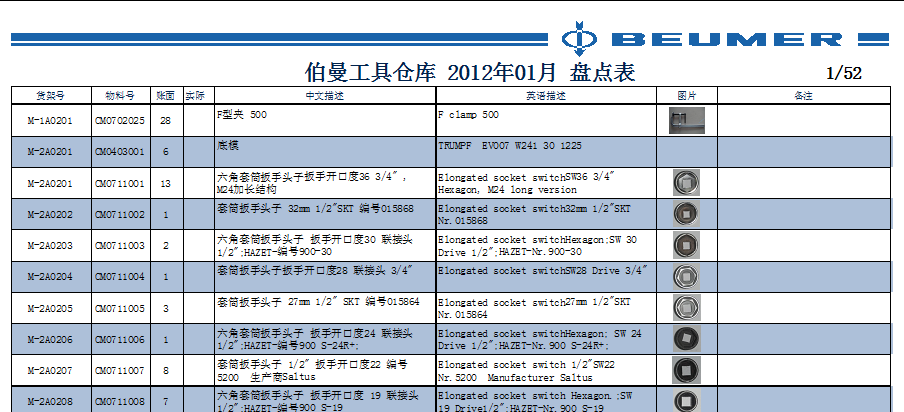 BEUMER
伯曼工具仓库 2012年01月 盘点表 1/52
货架号 物料号 账面 实际 中文描述 英语描述 图片 备注
M-1A0201 CM0702025 28 F型夹 500 F clamp 500
M-2A0201 CM0403001 6 底模 TRUMPF EV007 W241 30 1225
M-2A0201 CM0711001 13 六角套筒扳手头子扳手开口度36 3/4" , Elongated socket switchSW36 3/4"
M24加长结构 Hexagon, M24 long version
M-2A0202 CM0711002 1 套筒扳手头子 32mm 1/2"SKT 编号015868 Elongated socket switch32mm 1/2"SKT
Nr.015868
M-2A0203 CM0711003 2 六角套筒扳手头子 扳手开口度30 联接头 Elongated socket switchHexagon;SW 30
1/2";HAZET-编号900-30 Drive 1/2";HAZET-Nr.900-30
M-2A0204 CM0711004 1 套筒扳手头子扳手开口度28 联接头 3/4" Elongated socket switchSW28 Drive 3/4"
M-2A0205 CM0711005 3 套筒扳手头子 27mm 1/2" SKT 编号015864 Elongated socket switch27mm 1/2"SKT
Nr.015864
M-2A0206 CM0711006 1 六角套筒扳手头子 扳手开口度24 联接头 Elongated socket switchHexagon; SW 24
1/2";HAZET-编号900 S-24R+; Drive 1/2";HAZET-Nr.900 S-24R+;
M-2A0207 CM0711007 8 套筒扳手头子 1/2" 扳手开口度22 编号 Elongated socket switch 1/2"SW22
5200 生产商Saltus Nr.5200 Manufacturer Saltus
M-2A0208 CM0711008 7 六角套筒扳手头子 扳手开口度 19 联接头 Elongated socket switch Hexagon.;SW
1/2";HAZET-编号900 S-19 19 Drive1/2";HAZET-Nr.900 S-19